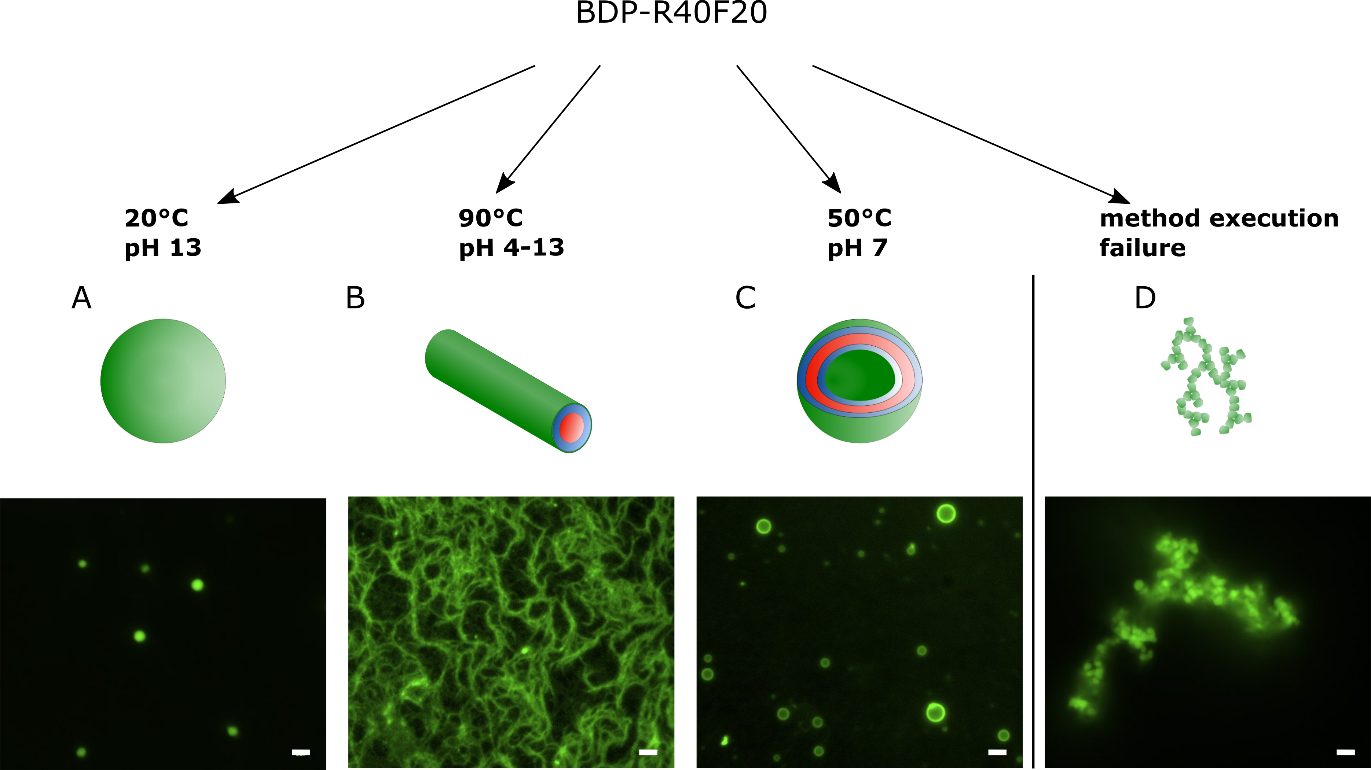 BDP-R40F20
20°C
pH 13
90°C
pH 4-13
50°C
pH 7
method execution
failure
A
B
C
D